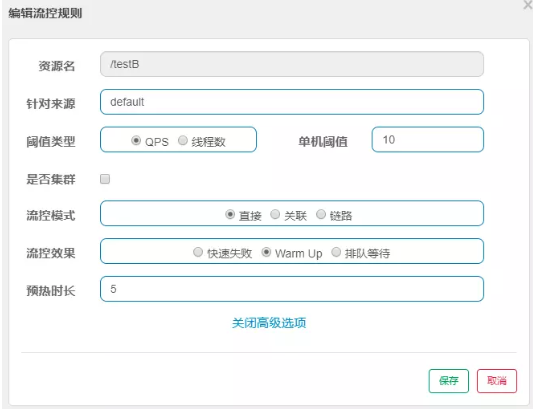 编辑流控规则
资源名 /testB
针对来源 default
阈值类型 QPS 线程数 单机阈值 10
是否集群
流控模式 直接 关联 链路
流控效果 快速失败 Warm Up 排队等待
预热时长 5
关闭高级选项
保存 取消